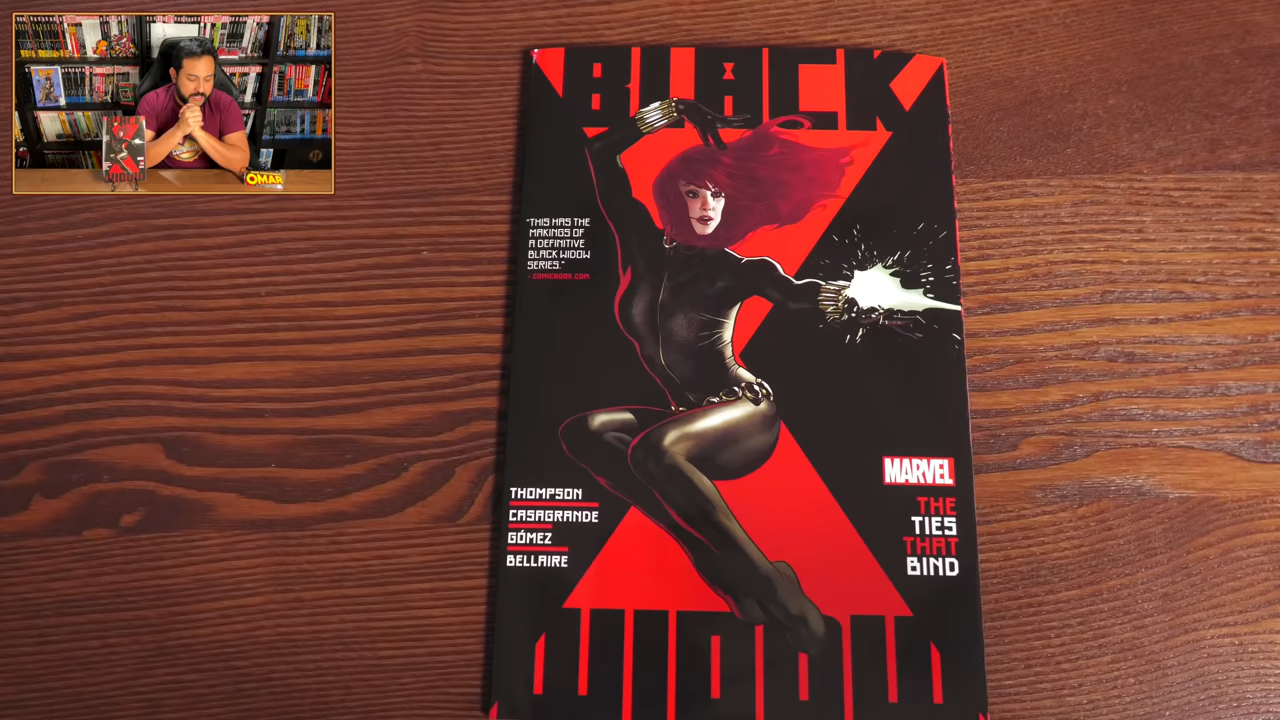 BLACK
"THIS HAS THE
MAKINGS OF
A DEFINITIVE
BLACK WIDOW
SERIES."
- COMICBOOK.COM
THOMPSON
CASAGRANDE
GÓMEZ
BELLAIRE
MARVEL
THE
TIES
THAT
BIND
WIDOW
WIDOW
OMAR